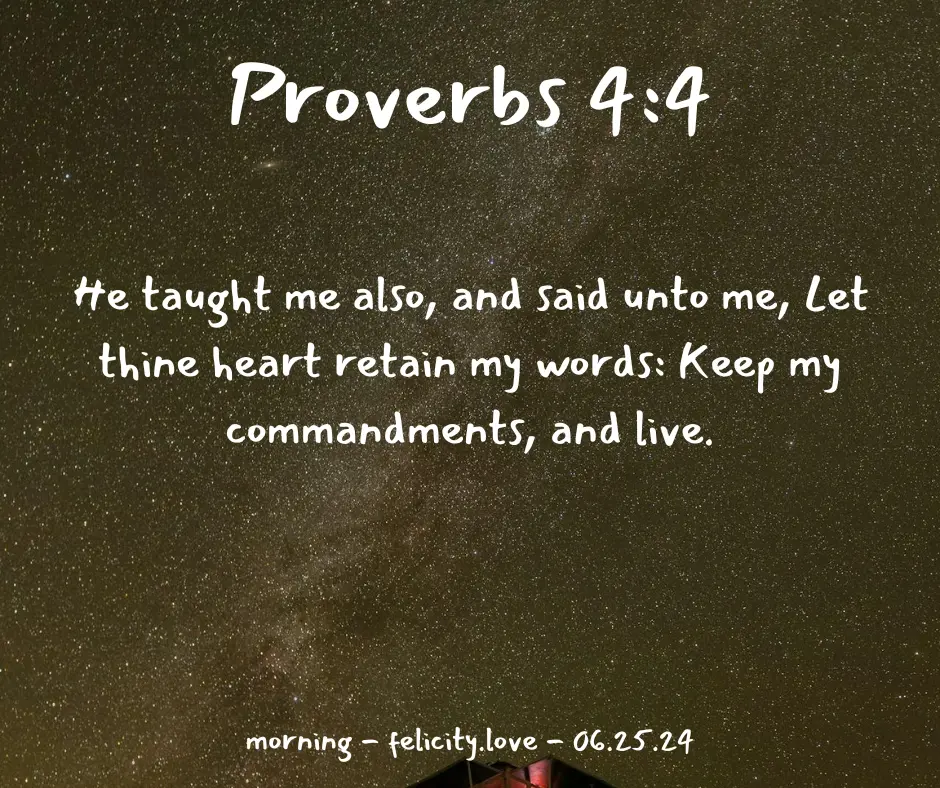 Proverbs 4:4
He taught me also, and said unto me, Let
thine heart retain my words: Keep my
commandments, and live.
morning - felicity.love - 06.25.24